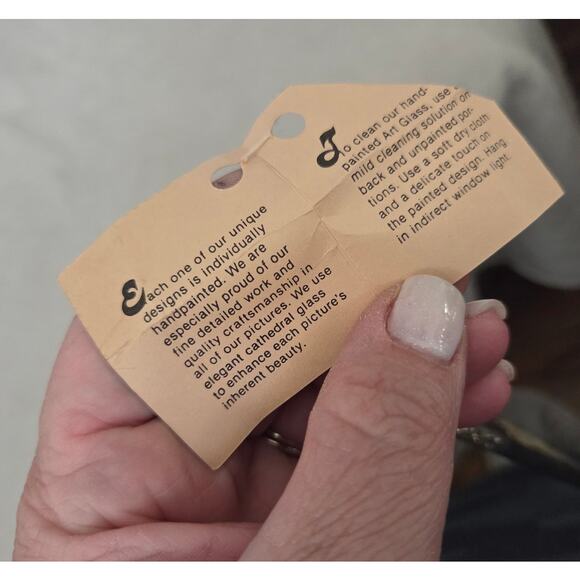 Each one of our unique
designs is individually
handpainted. We are
especially proud of our
fine detailed work and
quality craftsmanship in
all of our pictures. We use
elegant cathedral glass
to enhance each picture's
inherent beauty.
To clean our hand-
painted Art Glass, use
mild cleaning solution on
back and unpainted por-
tions. Use a soft dry cloth
and a delicate touch on
the painted design. Hang
in indirect window light.